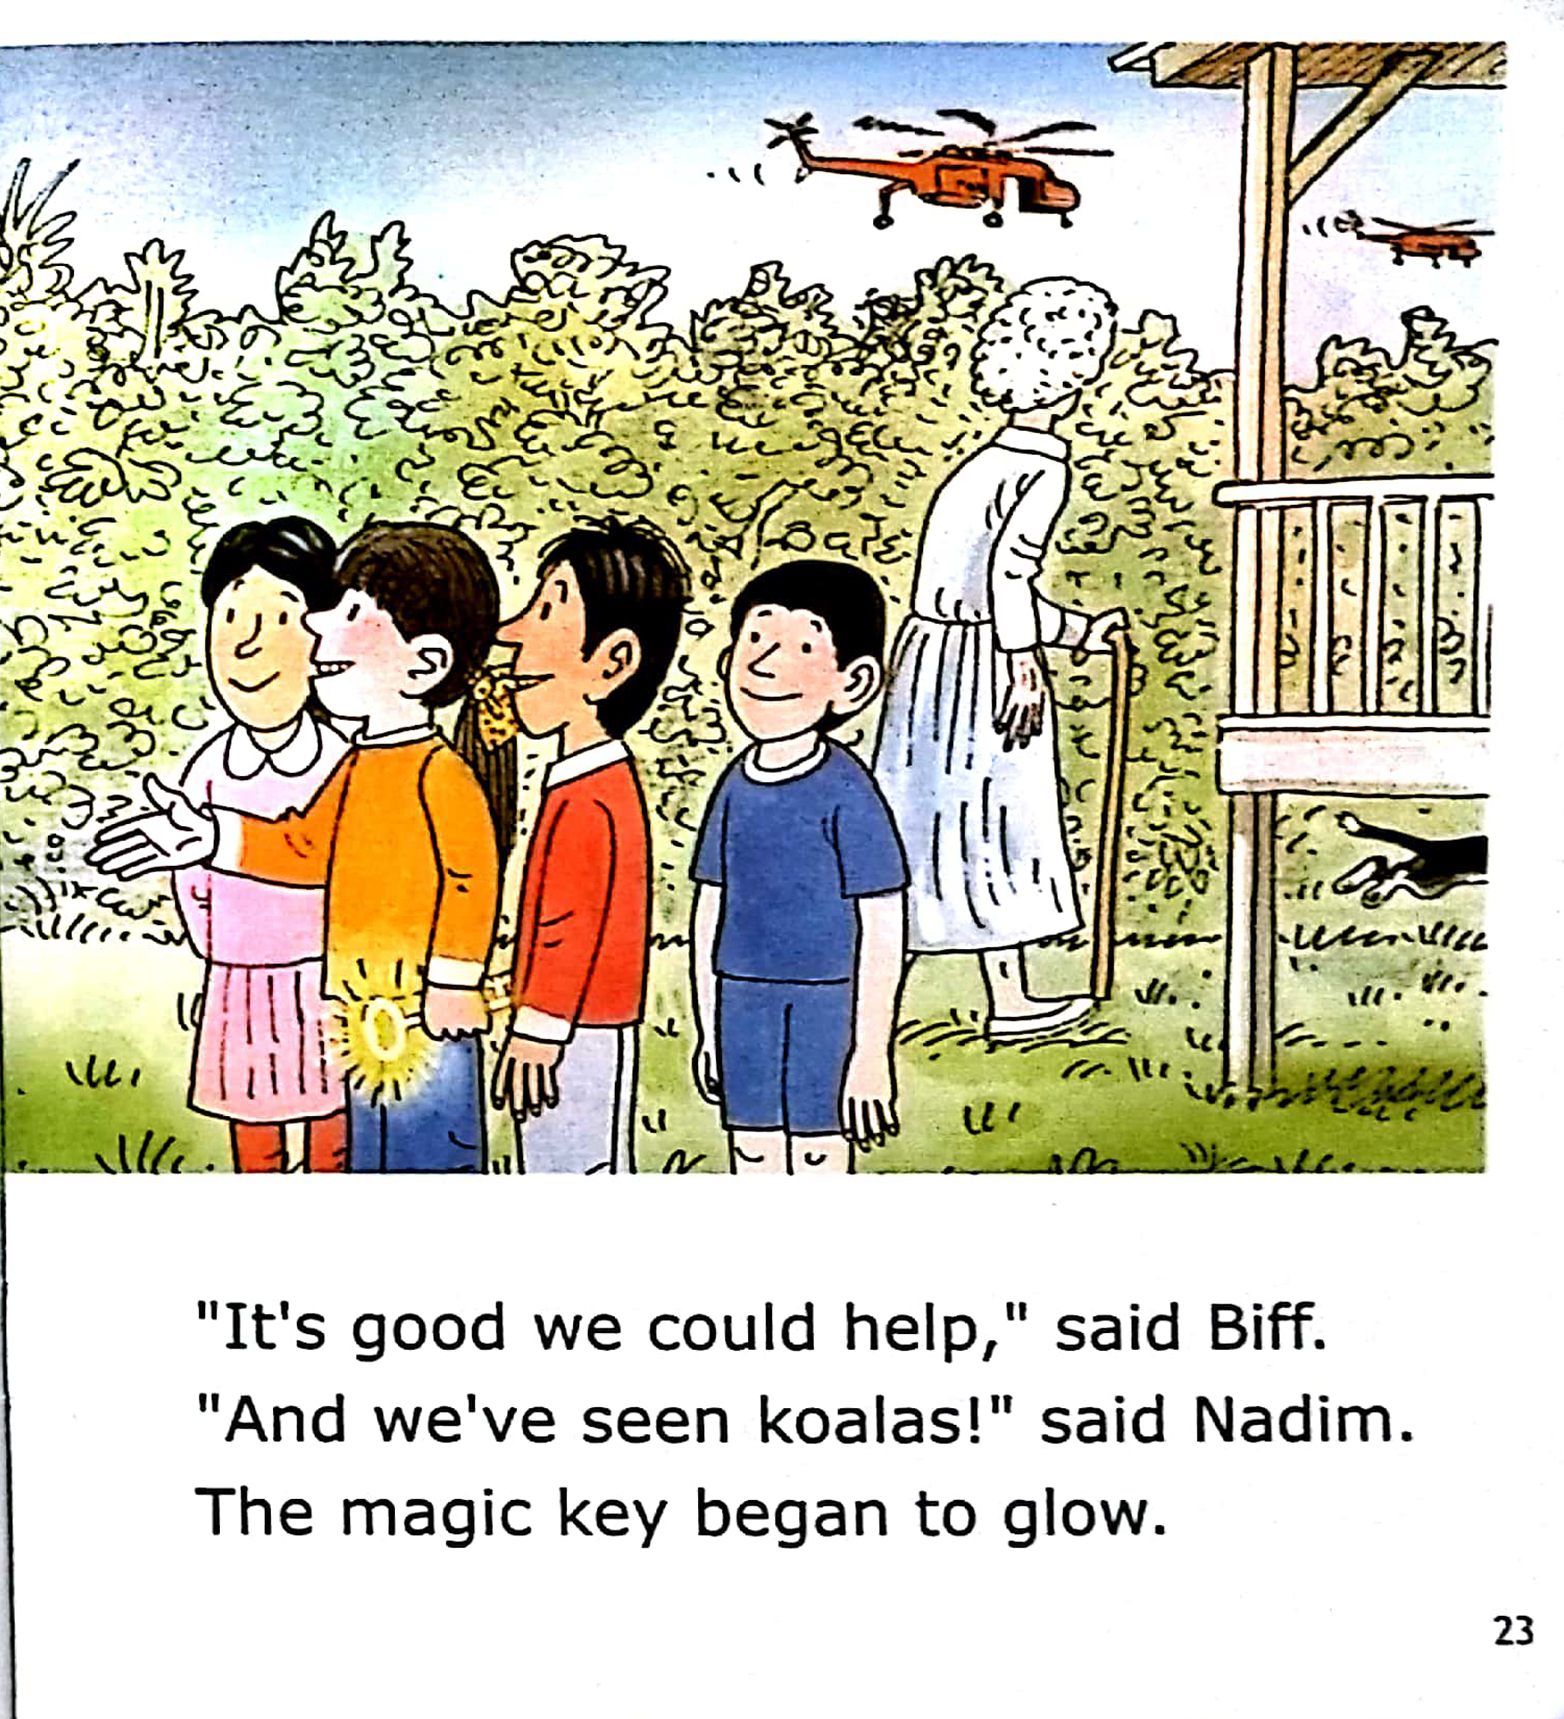 "It's good we could help," said Biff.
"And we've seen koalas!" said Nadim.
The magic key began to glow.
23